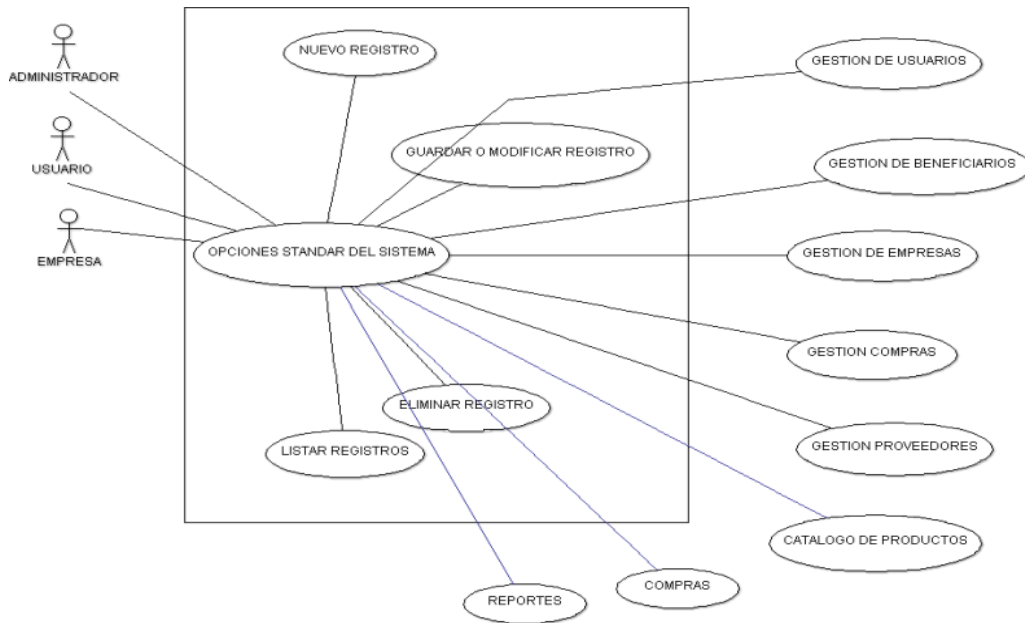 NUEVO REGISTRO
GESTION DE USUARIOS
ADMINISTRADOR
GUARDAR O MODIFICAR REGISTRO
GESTION DE BENEFICIARIOS
USUARIO
OPCIONES STANDAR DEL SISTEMA
GESTION DE EMPRESAS
EMPRESA
GESTION COMPRAS
ELIMINAR REGISTRO
LISTAR REGISTROS
GESTION PROVEEDORES
CATALOGO DE PRODUCTOS
COMPRAS
REPORTES